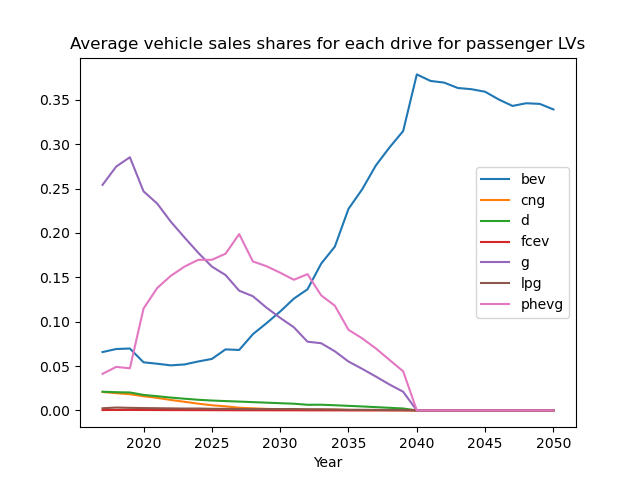 Average vehicle sales shares for each drive for passenger LVs
0.35
0.30
0.25
0.20
0.15
0.10
0.05
0.00
bev
cng
d
fcev
g
lpg
phevg
2020 2025 2030 2035 2040 2045 2050
Year